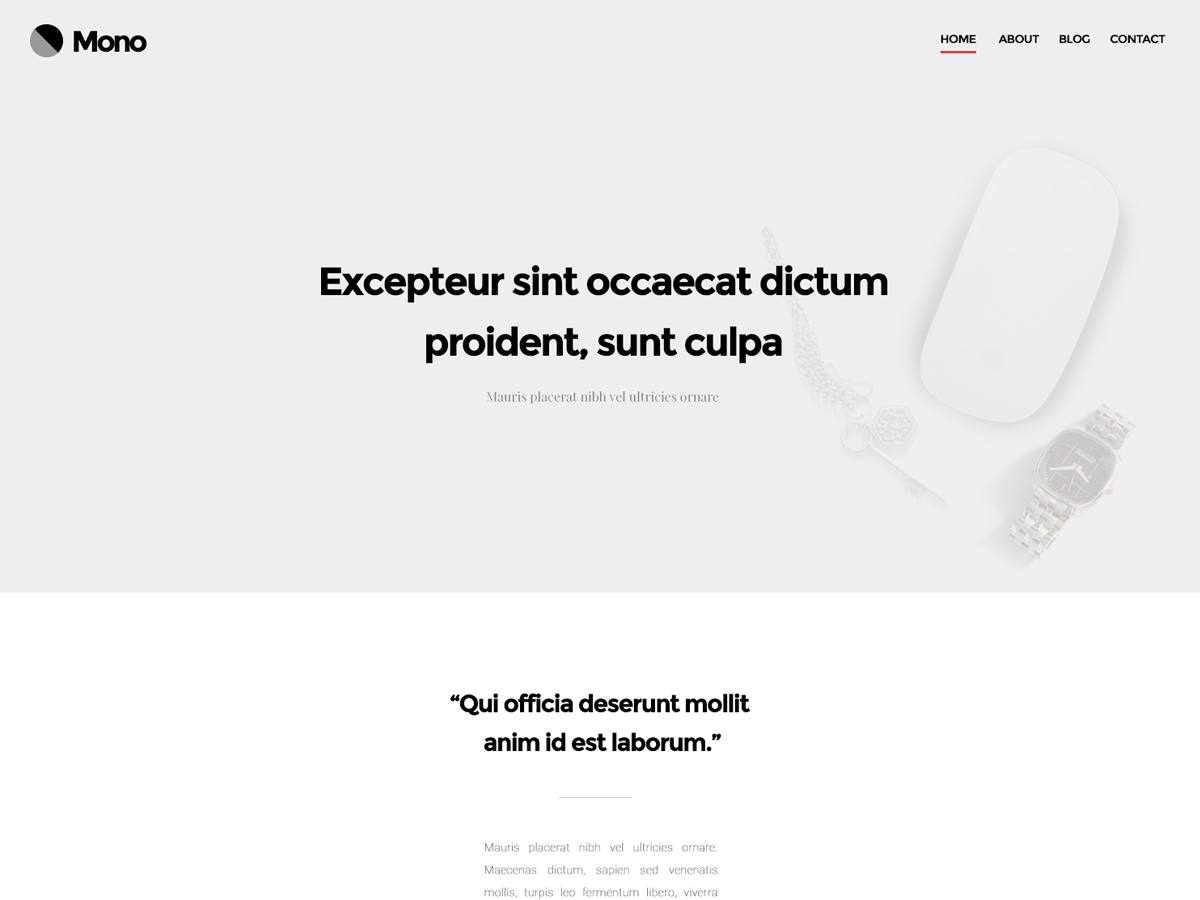 Mono
HOME ABOUT BLOG CONTACT
Excepteur sint occaecat dictum
proident, sunt culpa
Mauris placerat nibh vel ultricies ornare
“Qui officia deserunt mollit
anim id est laborum.”
Mauris placerat nibh vel ultricies ornare.
Maecenas dictum, sapien sed venenatis
mollis, turpis leo fermentum libero, viverra